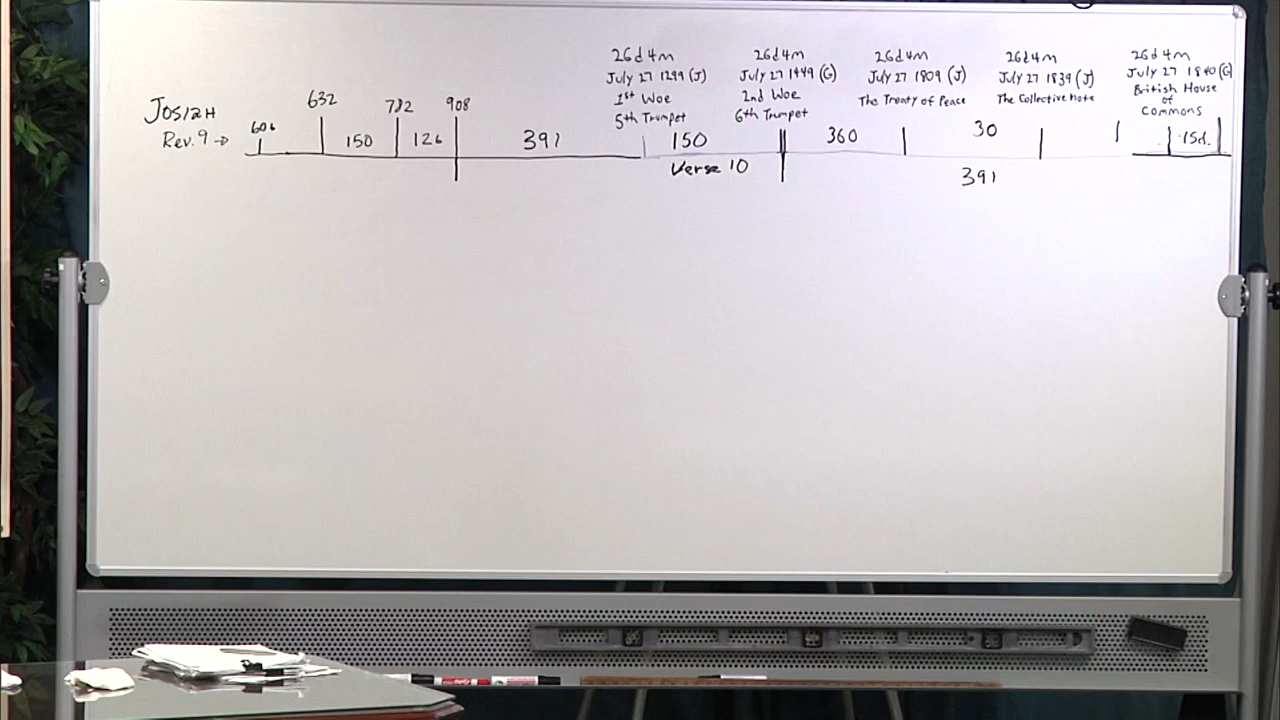 26d 4m 26d 4m 26d 4m 26d 4m 26d 4m
July 27 1299 (J) July 27 1449 (G) July 27 1809 (J) July 27 1839 (J) July 27 1840 (G)
1st Woe 2nd Woe The Treaty of Peace The Collective note British House
5th Trumpet 6th Trumpet of
Commons
JOSIAH 632 782 908
Rev. 9 → 606 150 126 391 150 360 30 15d.
Verse 10 391